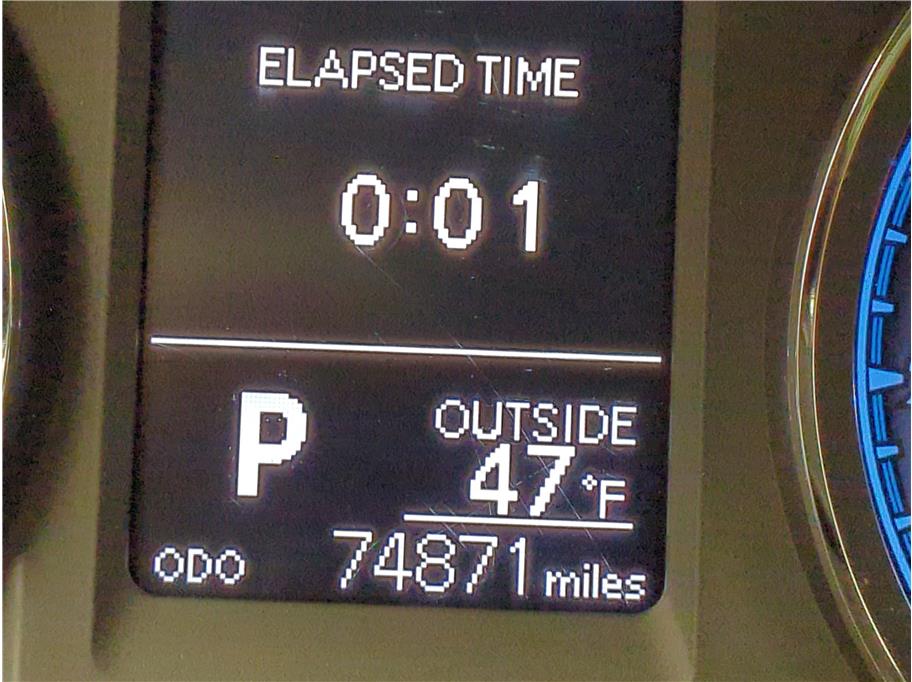 ELAPSED TIME
0:01
P
OUTSIDE
47°F
ODO 74871 miles